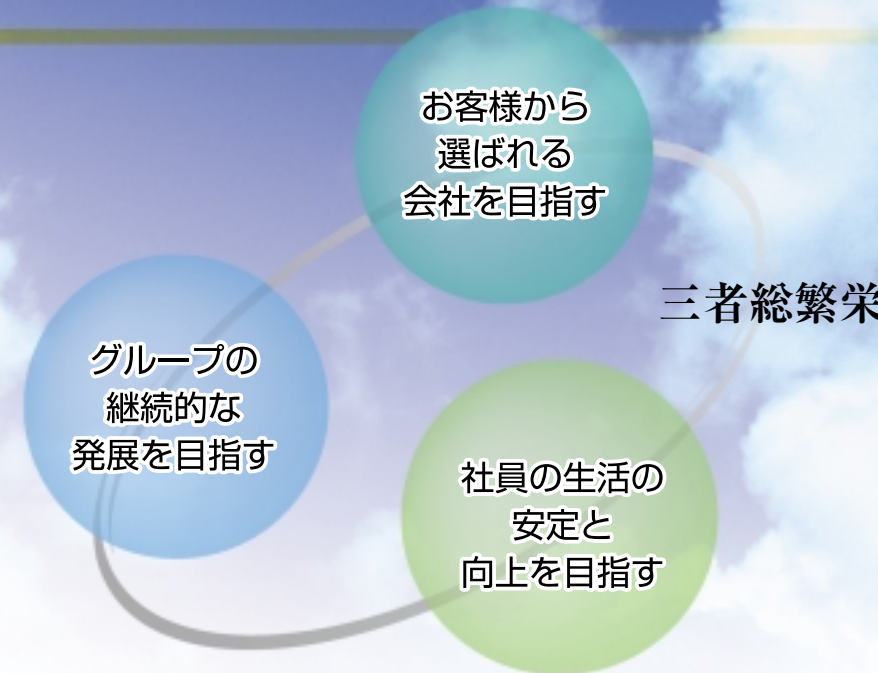 お客様から
選ばれる
会社を目指す
三者総繁栄
グループの
継続的な
発展を目指す
社員の生活の
安定と
向上を目指す